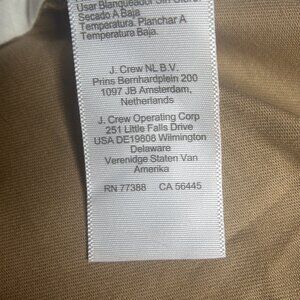 Usar Blanqueador Sin Cloro.
Secado A Baja
Temperatura. Planchar A
Temperatura Baja.
J. Crew NL B.V.
Prins Bernhardplein 200
1097 JB Amsterdam,
Netherlands
J. Crew Operating Corp
251 Little Falls Drive
USA DE19808 Wilmington
Delaware
Verenidge Staten Van
Amerika
RN 77388 CA 56445